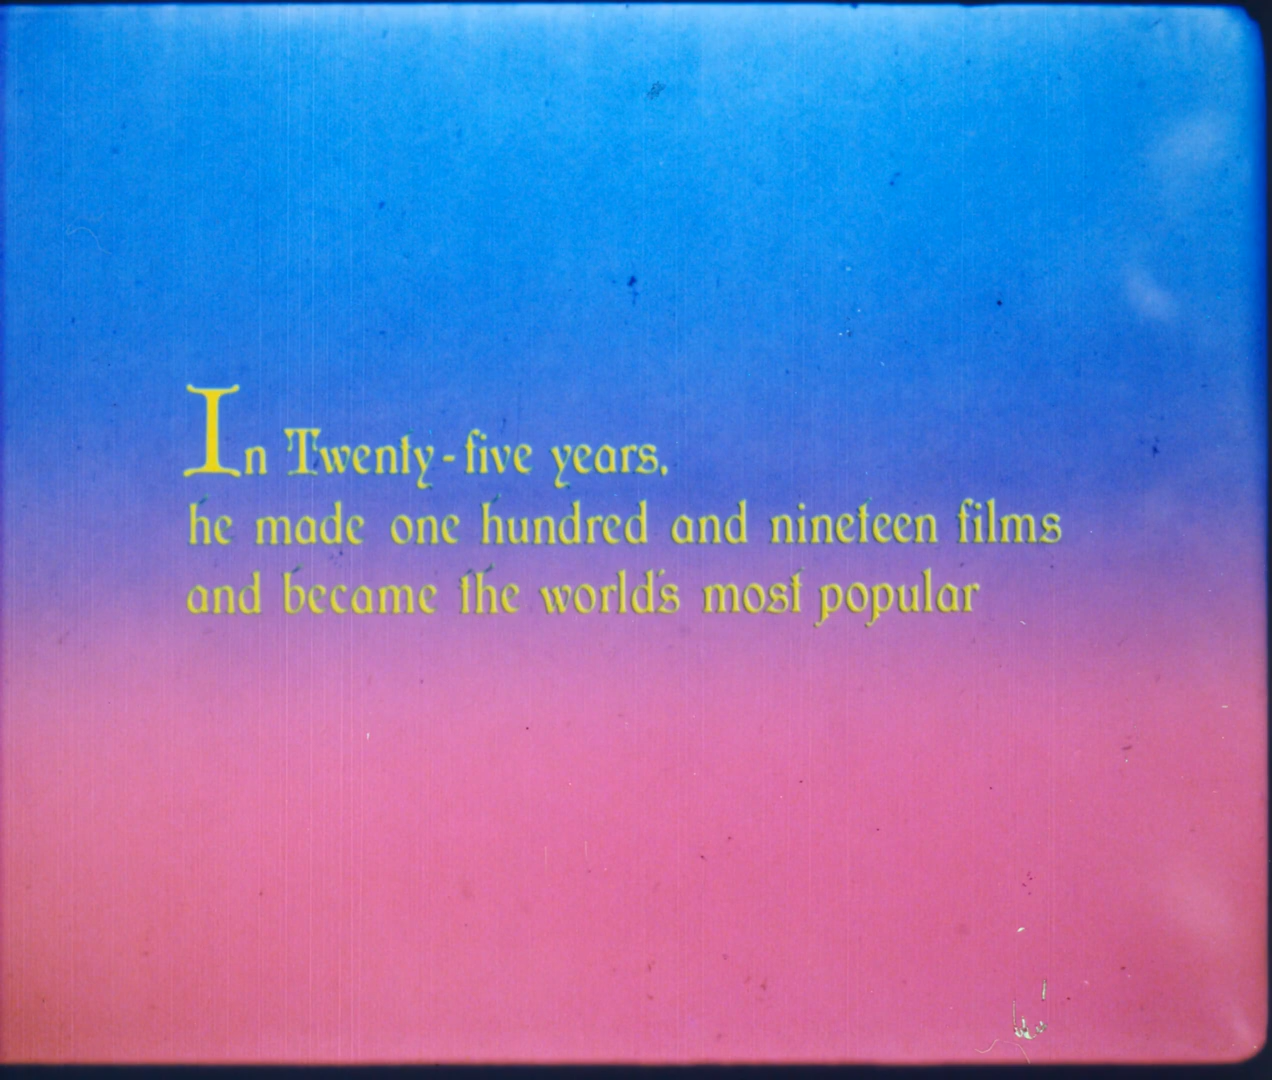 In Twenty-five years,
he made one hundred and nineteen films
and became the world's most popular